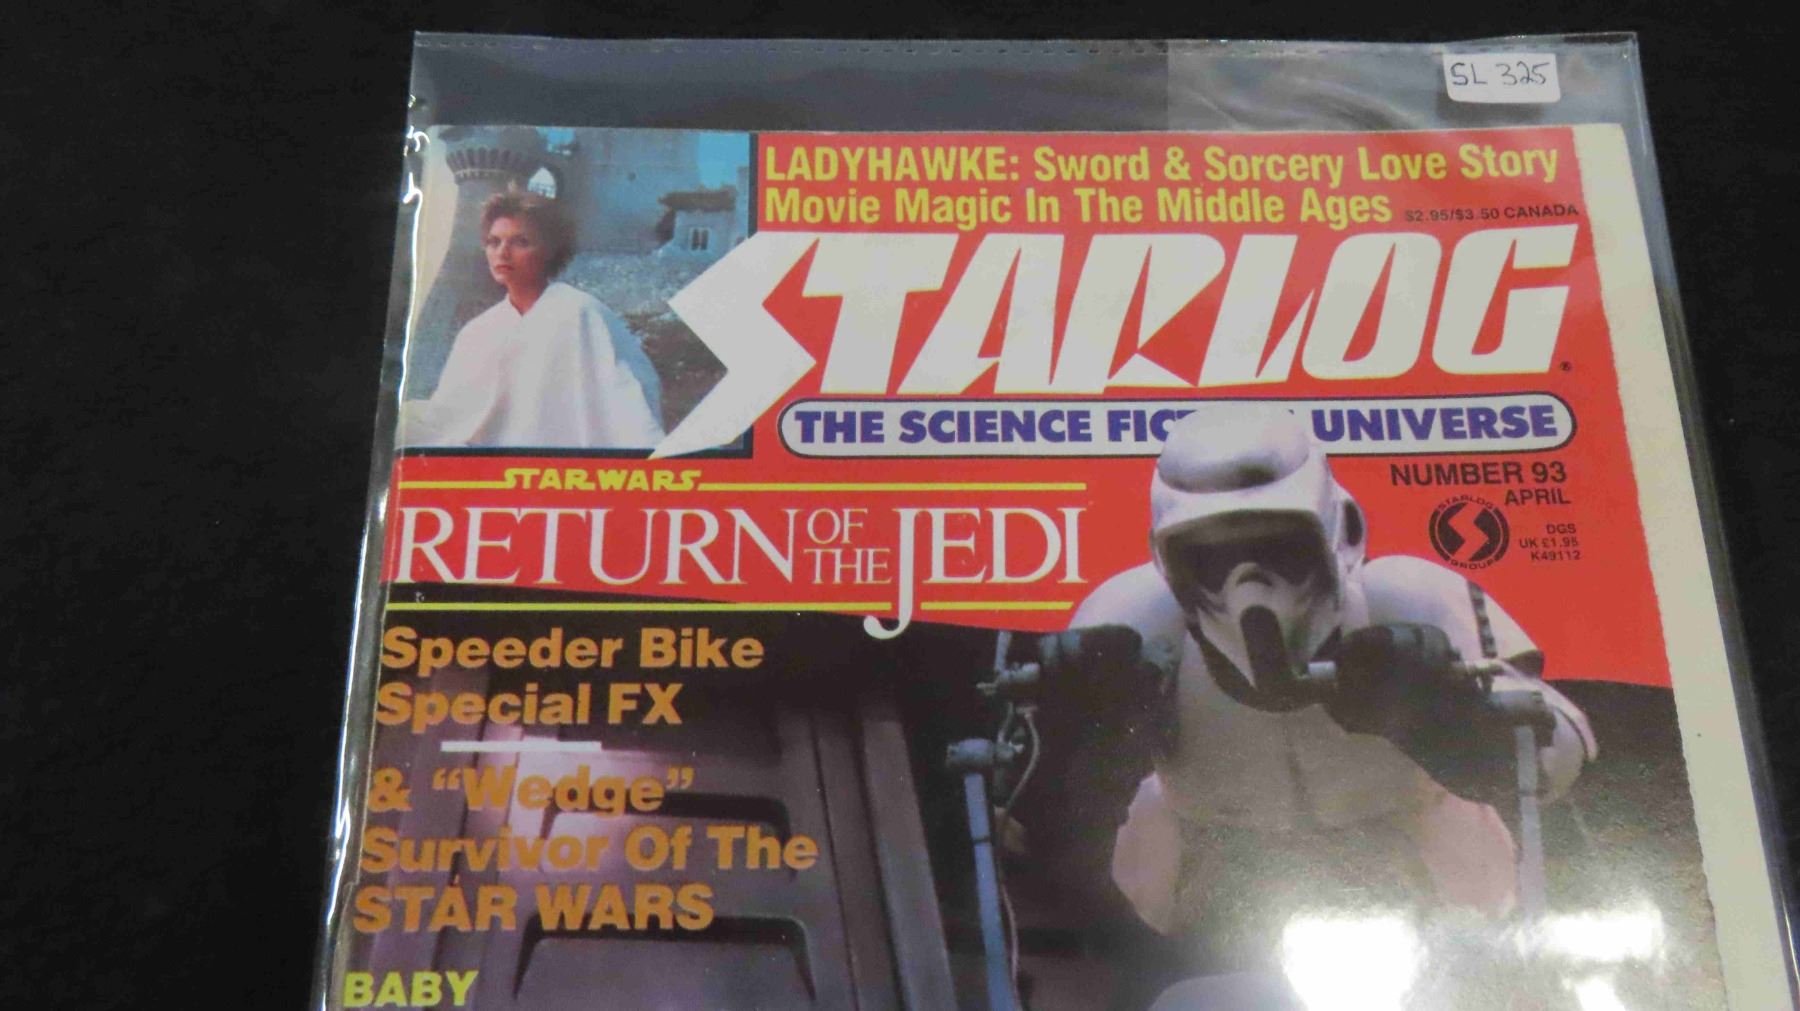 SL 325
LADYHAWKE: Sword & Sorcery Love Story
Movie Magic In The Middle Ages $2.95/$3.50 CANADA
STARLOG®
THE SCIENCE FIC UNIVERSE
NUMBER 93
APRIL
STARLOG
GROUP
DGS
UK £1.95
K49112
STAR WARS
RETURN OF THE JEDI
Speeder Bike
Special FX
& “Wedge”
Survivor Of The
STAR WARS
BABY